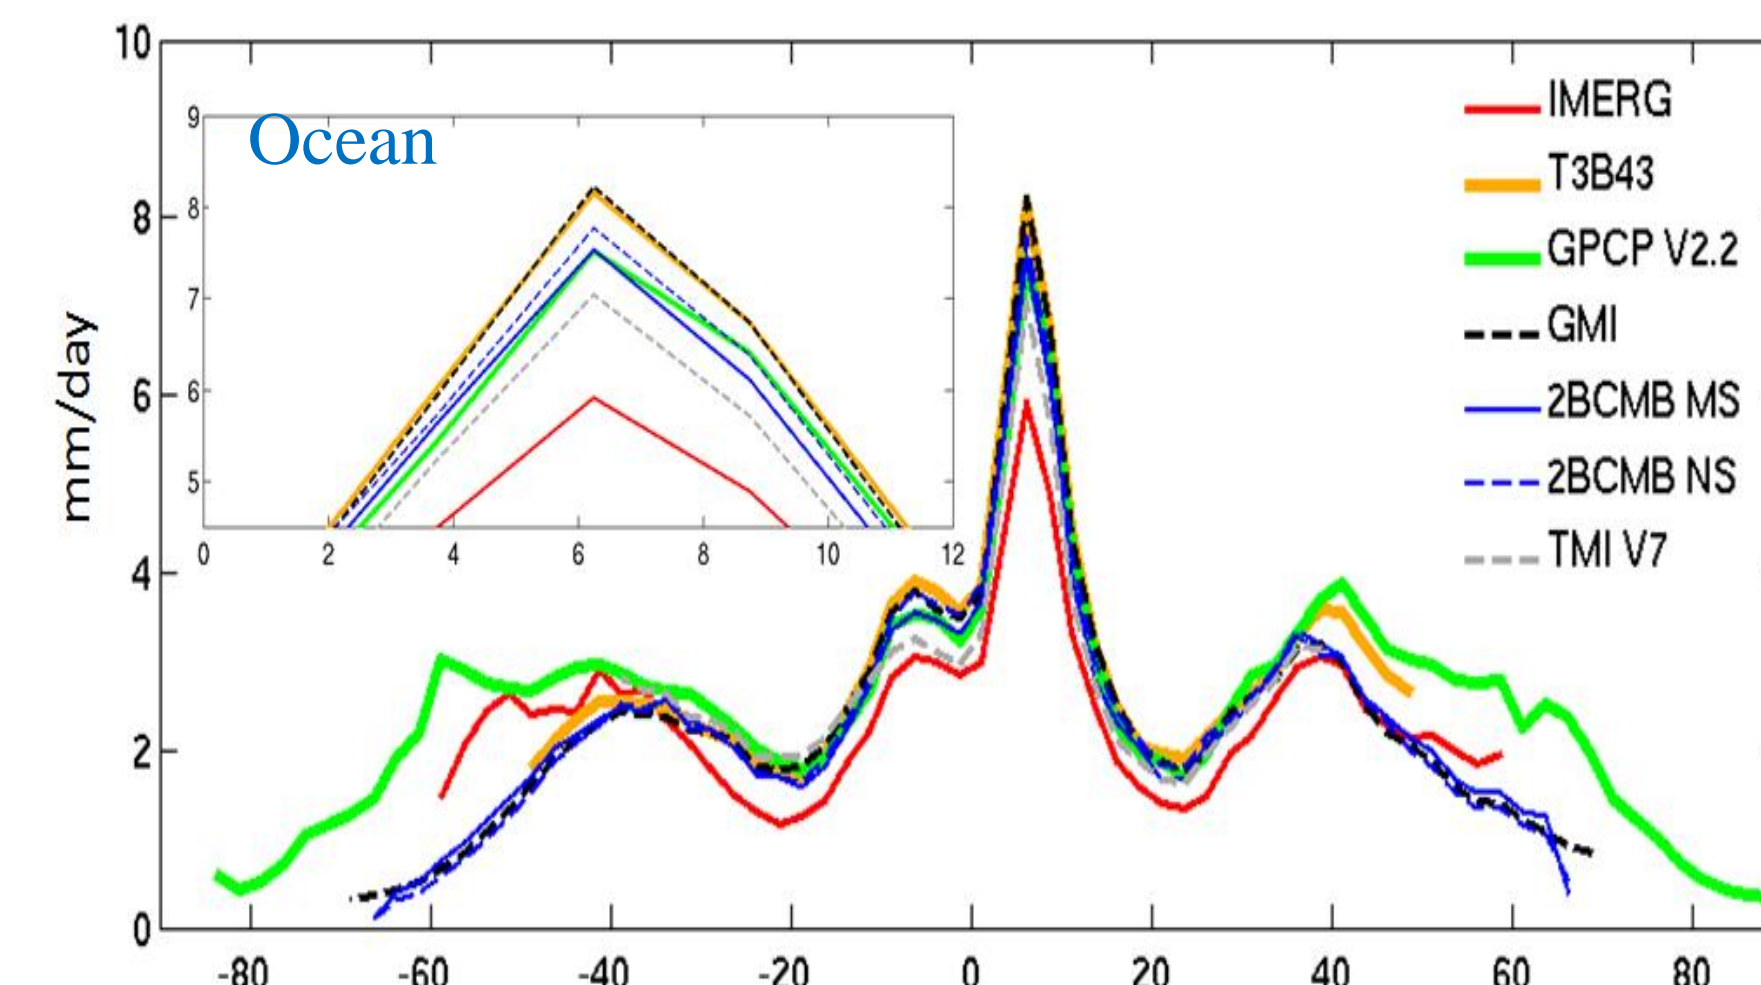 10
8
6
4
2
0
mm/day
-80 -60 -40 -20 0 20 40 60 80
Ocean
9
8
7
6
5
0 2 4 6 8 10 12
IMERG
T3B43
GPCP V2.2
GMI
2BCMB MS
2BCMB NS
TMI V7